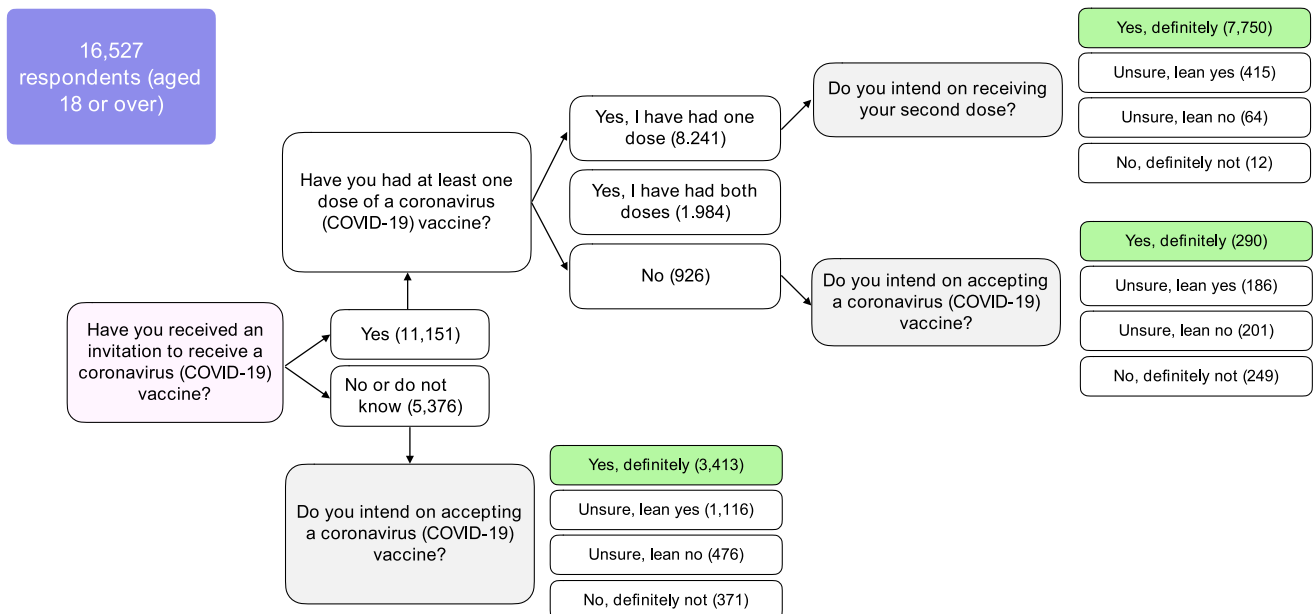 16,527
respondents (aged
18 or over)
Have you received an
invitation to receive a
coronavirus (COVID-19)
vaccine?
Yes (11,151)
No or do not
know (5,376)
Have you had at least one
dose of a coronavirus
(COVID-19) vaccine?
Yes, I have had one
dose (8.241)
Yes, I have had both
doses (1.984)
No (926)
Do you intend on receiving
your second dose?
Yes, definitely (7,750)
Unsure, lean yes (415)
Unsure, lean no (64)
No, definitely not (12)
Do you intend on accepting
a coronavirus (COVID-19)
vaccine?
Yes, definitely (290)
Unsure, lean yes (186)
Unsure, lean no (201)
No, definitely not (249)
Do you intend on accepting
a coronavirus (COVID-19)
vaccine?
Yes, definitely (3,413)
Unsure, lean yes (1,116)
Unsure, lean no (476)
No, definitely not (371)